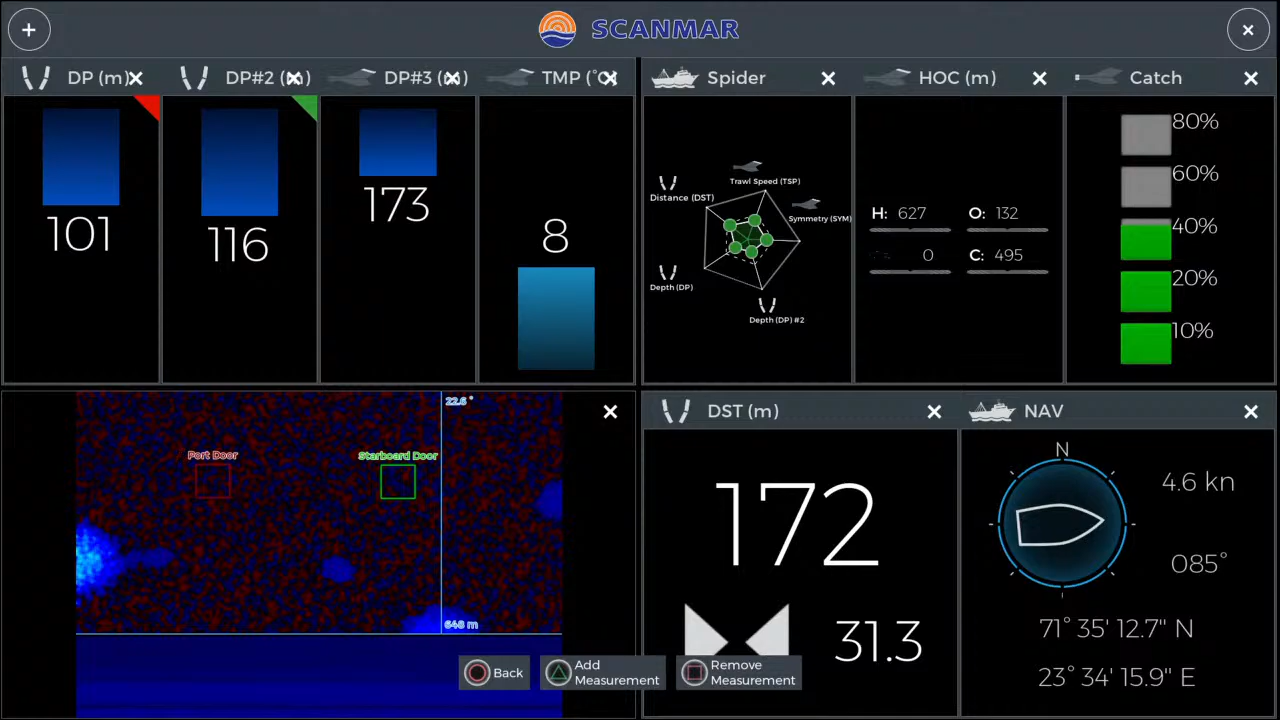 +
SCANMAR
×
DP (m)×
DP#2 (m)×
DP#3 (m)×
TMP (°C)×
Spider ×
HOC (m) ×
Catch ×
101
116
173
8
Trawl Speed (TSP)
Distance (DST)
Symmetry (SYM)
Depth (DP)
Depth (DP) #2
H: 627 O: 132
0 C: 495
80%
60%
40%
20%
10%
22.6 °
×
Port Door
Starboard Door
648 m
DST (m) ×
172
31.3
NAV ×
N
4.6 kn
085°
71° 35' 12.7" N
23° 34' 15.9" E
Back
Add
Measurement
Remove
Measurement